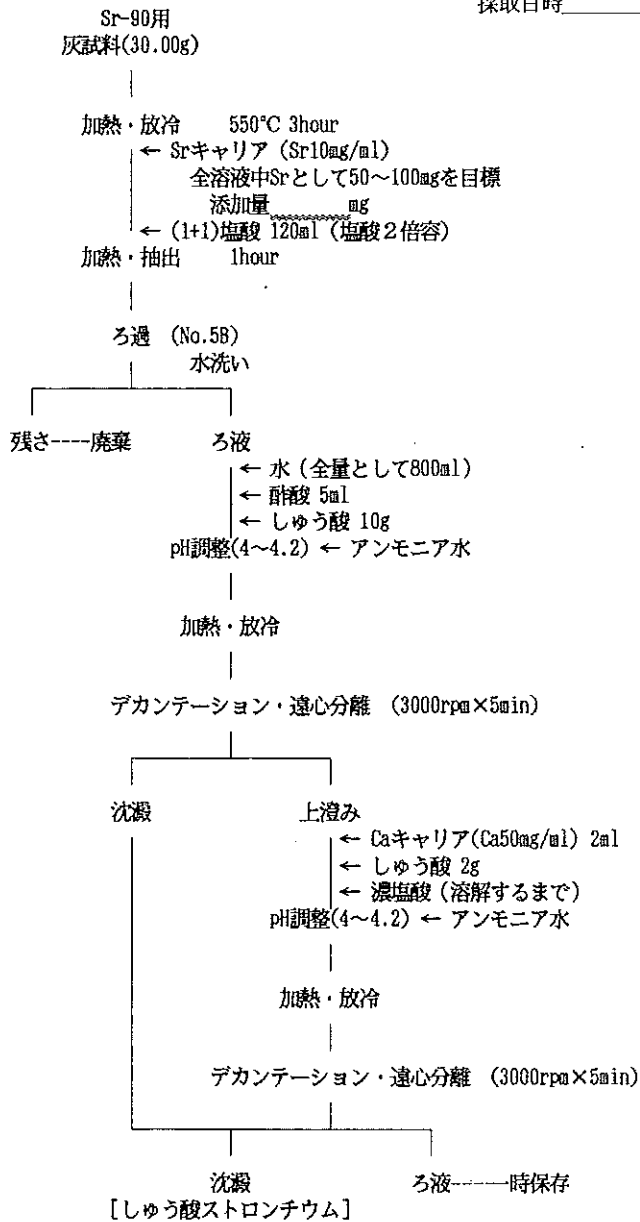 採取日時
Sr-90用
灰試料(30.00g)
加熱・放冷 550°C 3hour
← Srキャリア (Sr10mg/ml)
全溶液中Srとして50～100mgを目標
添加量 mg
← (1+1)塩酸 120ml (塩酸２倍容)
加熱・抽出 1hour
ろ過 (No.5B)
水洗い
残さ----廃棄 ろ液
← 水 (全量として800ml)
← 酢酸 5ml
← しゅう酸 10g
pH調整(4～4.2) ← アンモニア水
加熱・放冷
デカンテーション・遠心分離 (3000rpm×5min)
沈澱 上澄み
← Caキャリア(Ca50mg/ml) 2ml
← しゅう酸 2g
← 濃塩酸 (溶解するまで)
pH調整(4～4.2) ← アンモニア水
加熱・放冷
デカンテーション・遠心分離 (3000rpm×5min)
沈澱 ろ液----一時保存
[しゅう酸ストロンチウム]